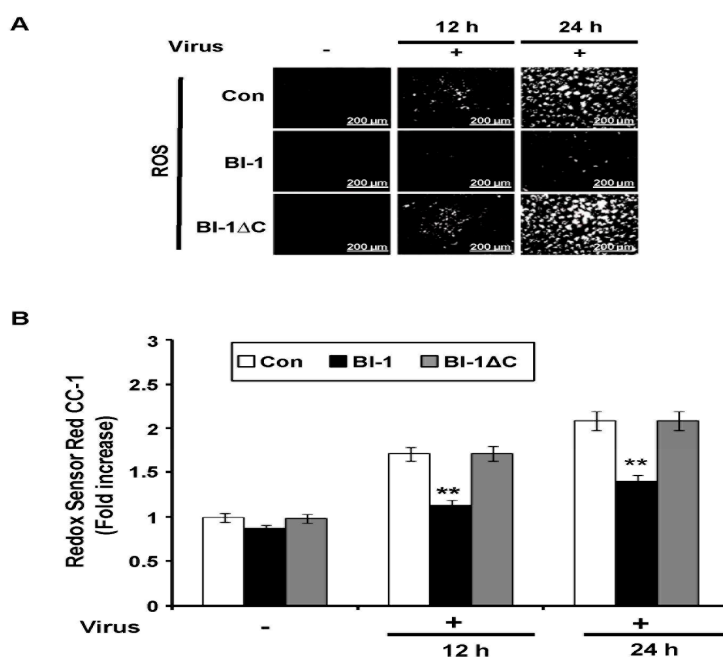 A
12 h 24 h
Virus - + +
Con 200 µm 200 µm 200 µm
ROS
BI-1 200 µm 200 µm 200 µm
BI-1ΔC 200 µm 200 µm 200 µm
B
Redox Sensor Red CC-1
(Fold increase)
3
2.5
2
1.5
1
0.5
0
Con BI-1 BI-1ΔC
** **
Virus - + +
12 h 24 h